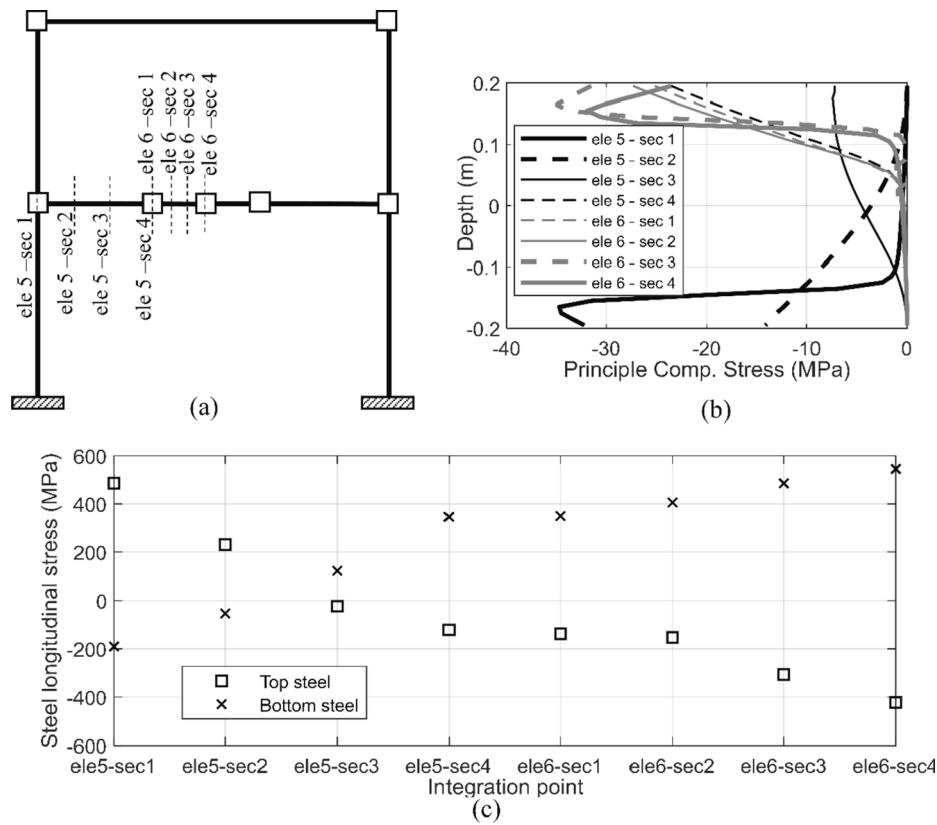 ele 5 –sec 1
ele 5 –sec 2
ele 5 –sec 3
ele 5 –sec 4
ele 6 –sec 1
ele 6 –sec 2
ele 6 –sec 3
ele 6 –sec 4
(a)
0.2
0.1
0
-0.1
-0.2
Depth (m)
ele 5 - sec 1
ele 5 - sec 2
ele 5 - sec 3
ele 5 - sec 4
ele 6 - sec 1
ele 6 - sec 2
ele 6 - sec 3
ele 6 - sec 4
-40 -30 -20 -10 0
Principle Comp. Stress (MPa)
(b)
600
400
200
0
-200
-400
-600
Steel longitudinal stress (MPa)
Top steel
Bottom steel
ele5-sec1 ele5-sec2 ele5-sec3 ele5-sec4 ele6-sec1 ele6-sec2 ele6-sec3 ele6-sec4
Integration point
(c)